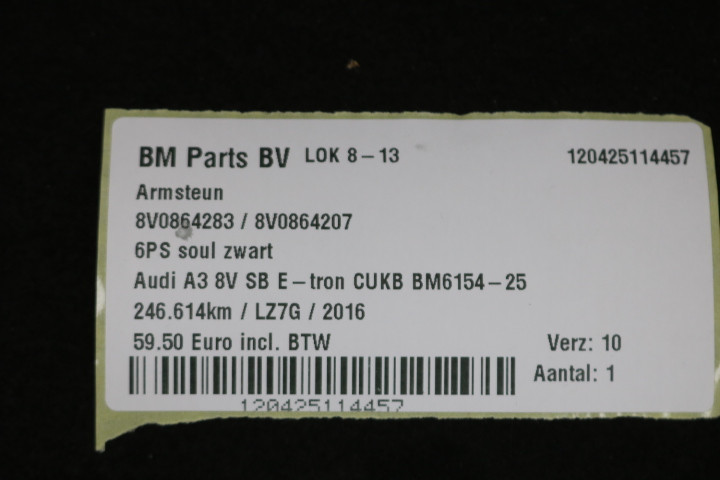 BM Parts BV LOK 8-13 120425114457
Armsteun
8V0864283 / 8V0864207
6PS soul zwart
Audi A3 8V SB E-tron CUKB BM6154-25
246.614km / LZ7G / 2016
59.50 Euro incl. BTW Verz: 10
Aantal: 1
120425114457